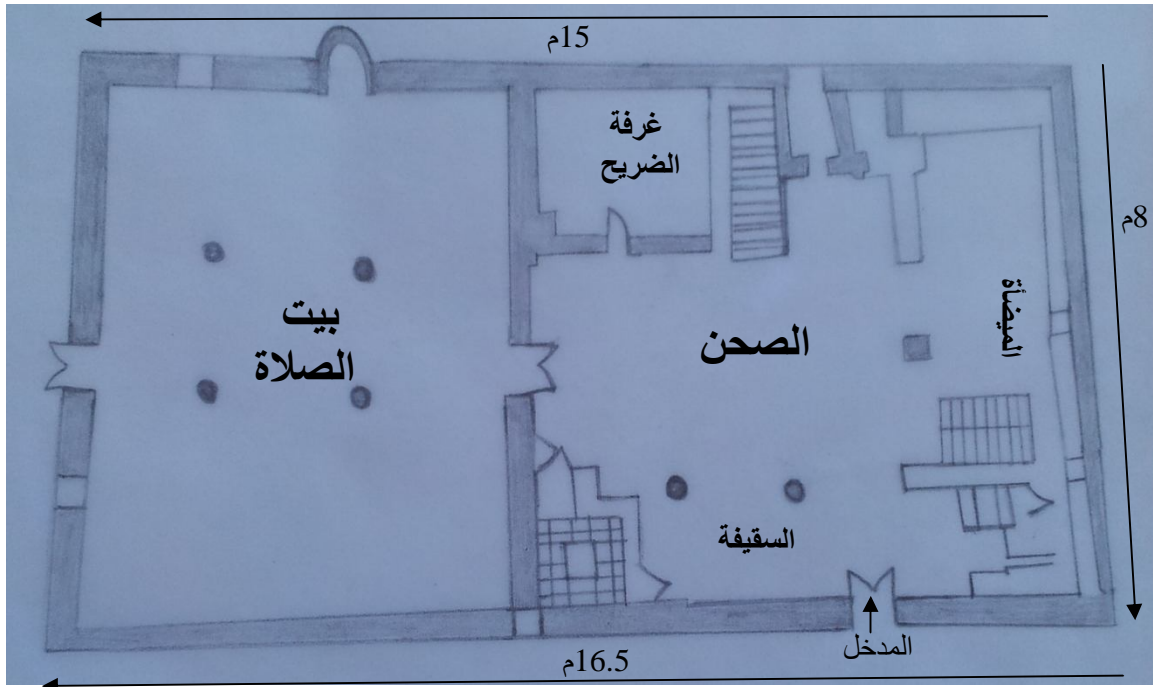 15م
غرفة
الضريح
8م
الميضأة
الصحن
بيت
الصلاة
السقيفة
المدخل
16.5م